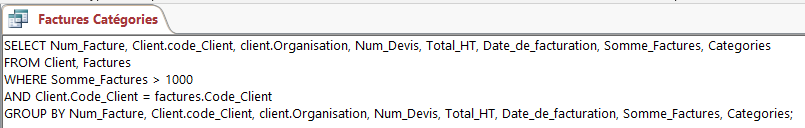 Factures Catégories
SELECT Num_Facture, Client.code_Client, client.Organisation, Num_Devis, Total_HT, Date_de_facturation, Somme_Factures, Categories
FROM Client, Factures
WHERE Somme_Factures > 1000
AND Client.Code_Client = factures.Code_Client
GROUP BY Num_Facture, Client.code_Client, client.Organisation, Num_Devis, Total_HT, Date_de_facturation, Somme_Factures, Categories;